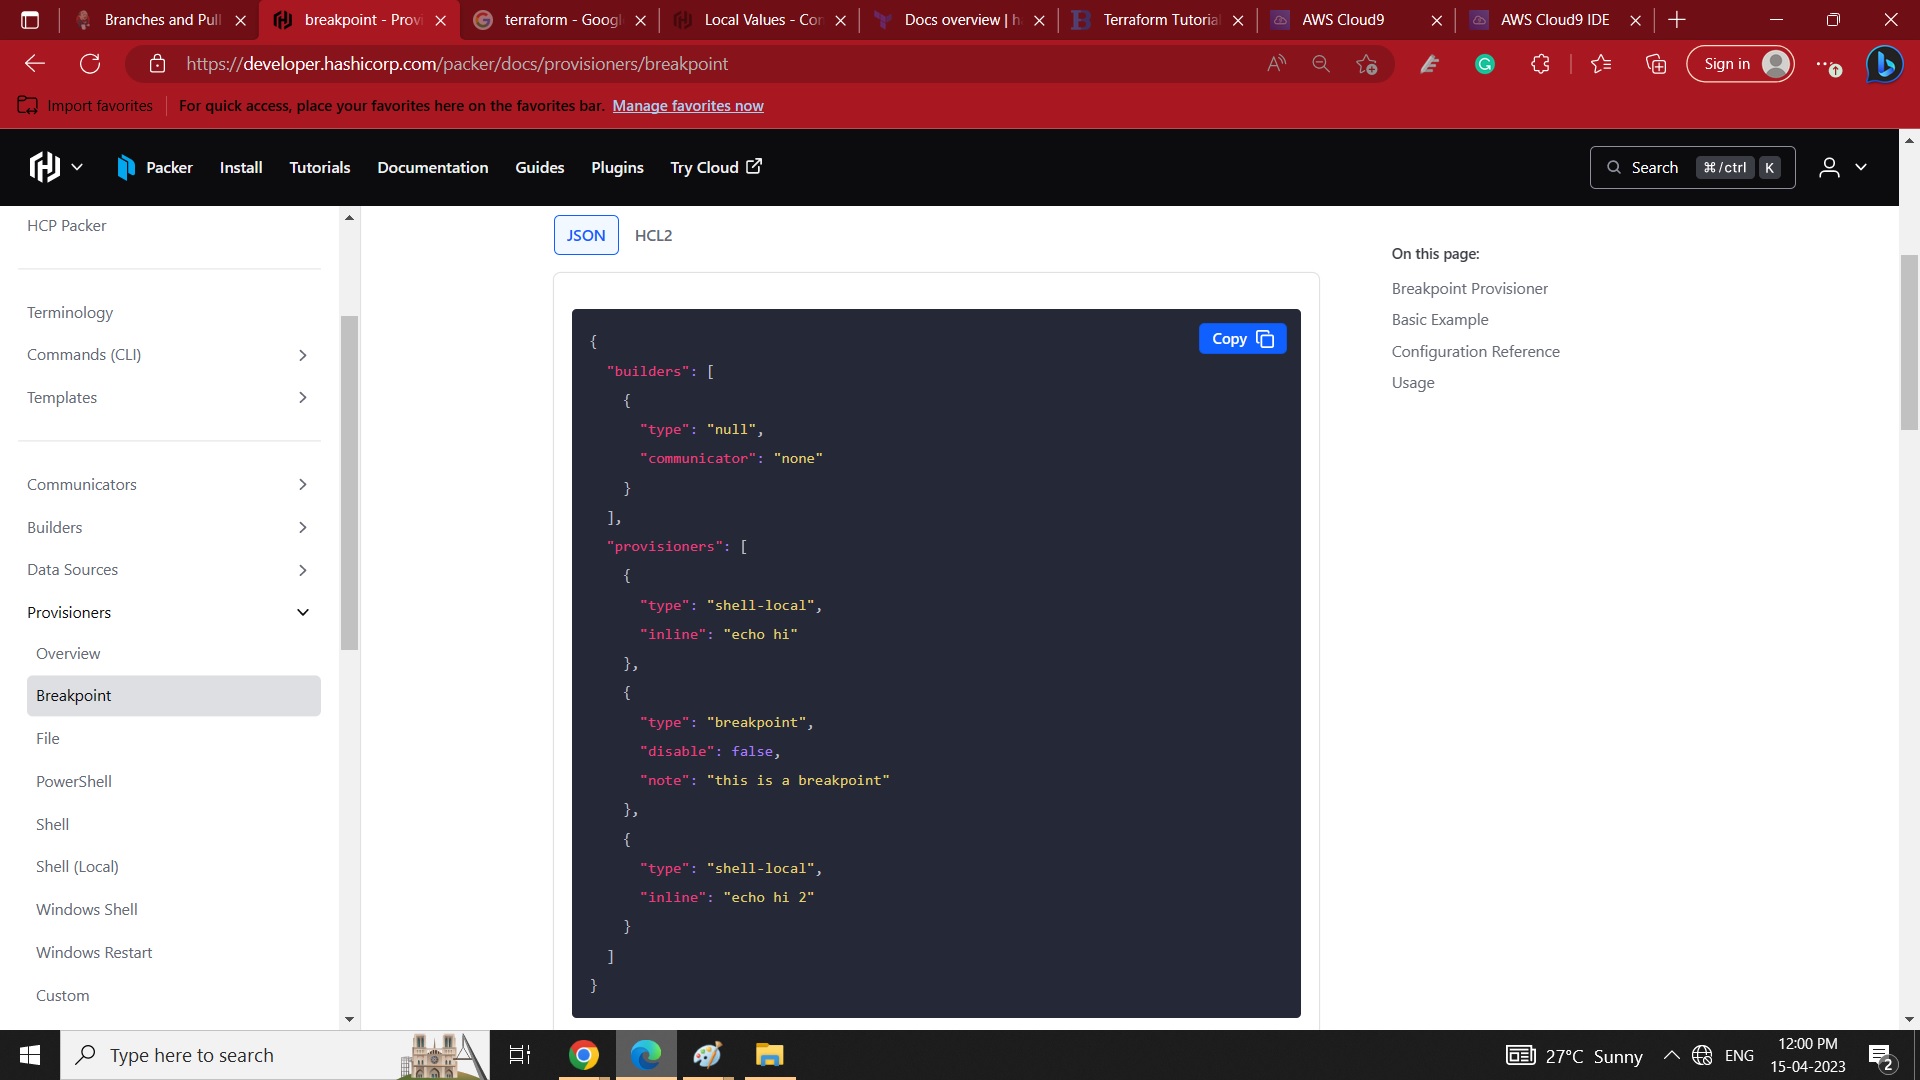 Branches and Pull
breakpoint - Provi
terraform - Googl
Local Values - Con
Docs overview | h
Terraform Tutorial
AWS Cloud9
AWS Cloud9 IDE
https://developer.hashicorp.com/packer/docs/provisioners/breakpoint
Sign in
Import favorites
For quick access, place your favorites here on the favorites bar. Manage favorites now
Packer
Install
Tutorials
Documentation
Guides
Plugins
Try Cloud
Search ⌘/ctrl K
HCP Packer
Terminology
Commands (CLI)
Templates
Communicators
Builders
Data Sources
Provisioners
Overview
Breakpoint
File
PowerShell
Shell
Shell (Local)
Windows Shell
Windows Restart
Custom
JSON HCL2
Copy
{
"builders": [
{
"type": "null",
"communicator": "none"
}
],
"provisioners": [
{
"type": "shell-local",
"inline": "echo hi"
},
{
"type": "breakpoint",
"disable": false,
"note": "this is a breakpoint"
},
{
"type": "shell-local",
"inline": "echo hi 2"
}
]
}
On this page:
Breakpoint Provisioner
Basic Example
Configuration Reference
Usage
Type here to search
27°C Sunny
ENG
12:00 PM
15-04-2023
2